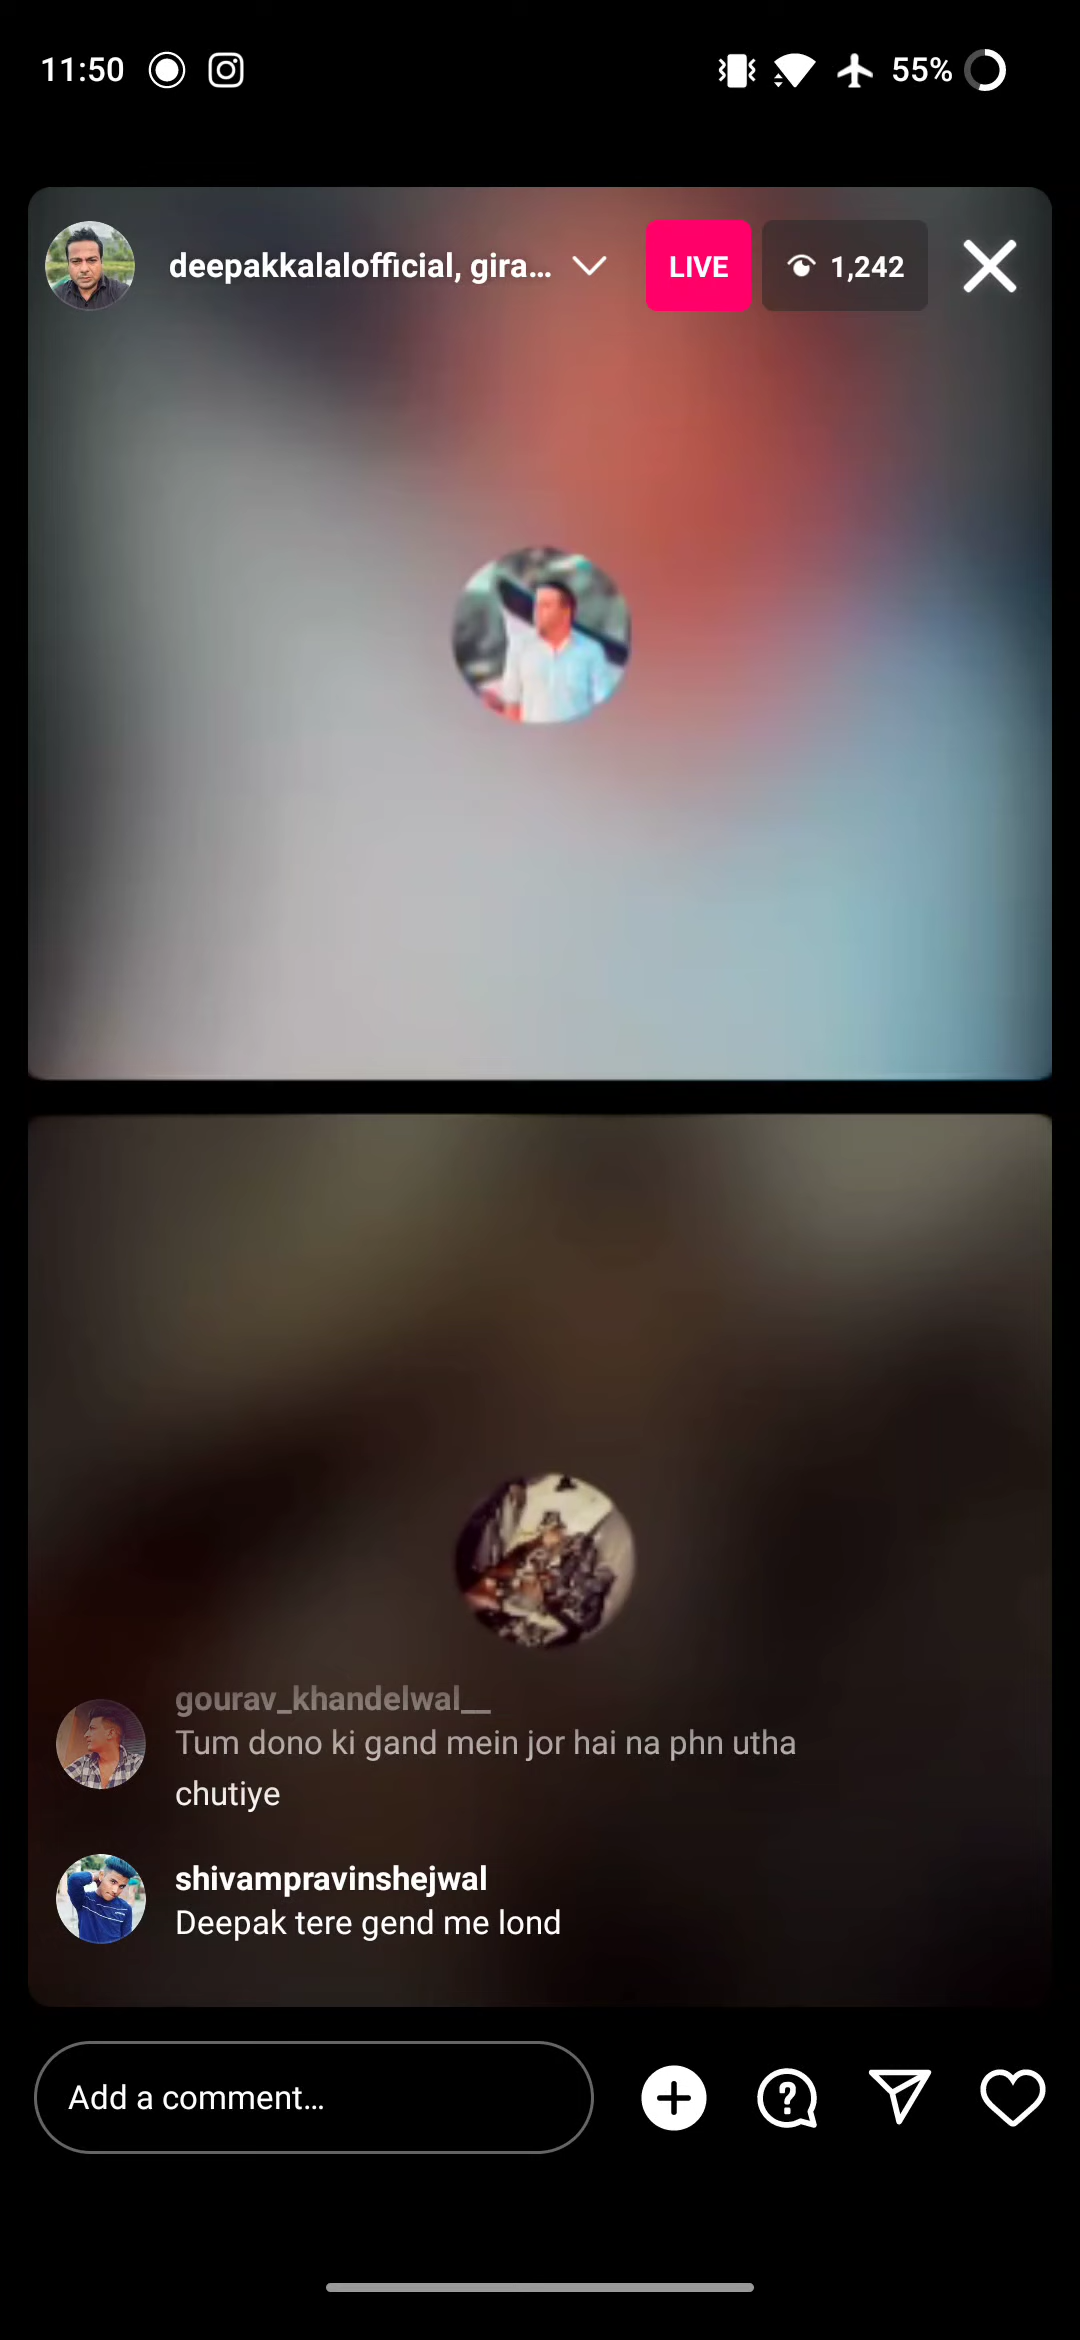 11:50
55%
deepakkalalofficial, gira...
LIVE
1,242
gourav_khandelwal__
Tum dono ki gand mein jor hai na phn utha
chutiye
shivampravinshejwal
Deepak tere gend me lond
Add a comment...